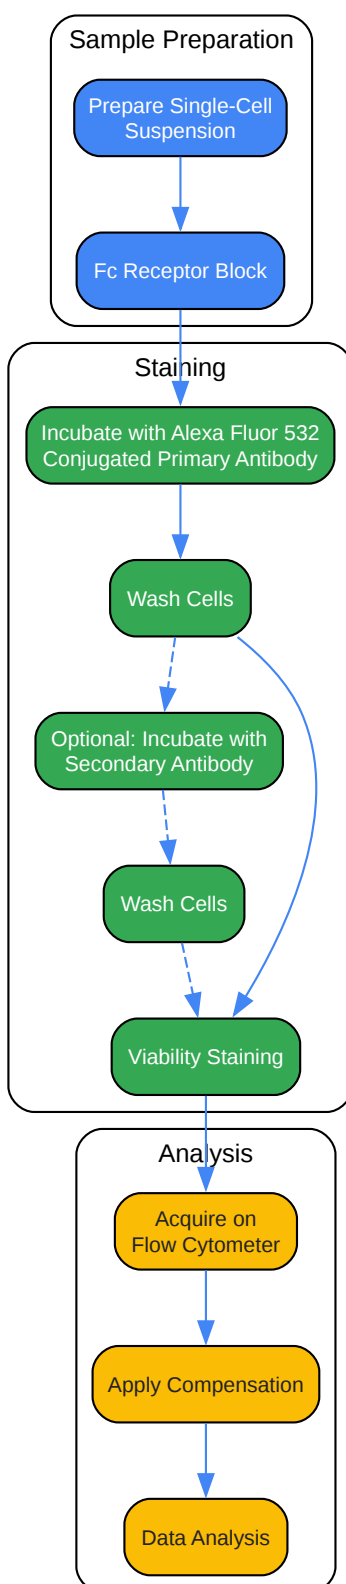 Sample Preparation
Prepare Single-Cell
Suspension
Fc Receptor Block
Staining
Incubate with Alexa Fluor 532
Conjugated Primary Antibody
Wash Cells
Optional: Incubate with
Secondary Antibody
Wash Cells
Viability Staining
Analysis
Acquire on
Flow Cytometer
Apply Compensation
Data Analysis